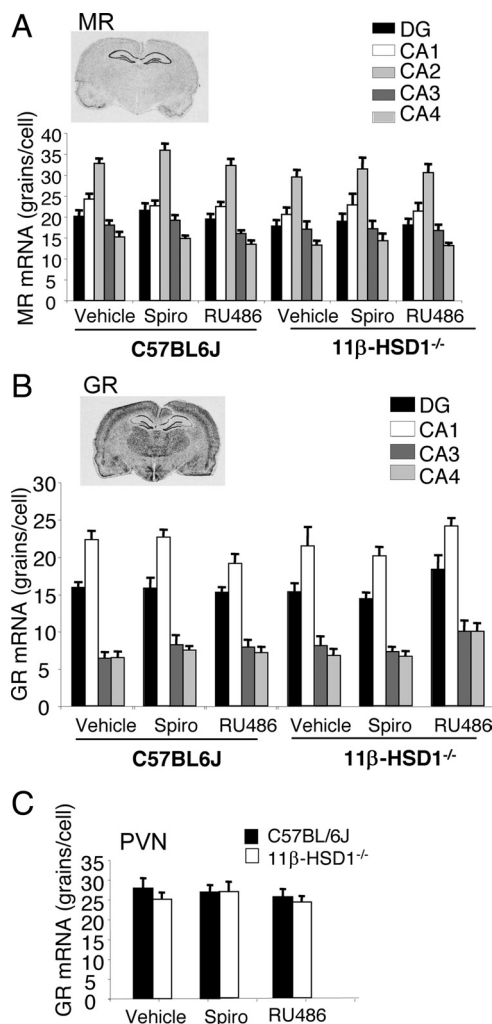 A
MR
DG
CA1
CA2
CA3
CA4
MR mRNA (grains/cell)
40
35
30
25
20
15
10
5
0
Vehicle Spiro RU486 Vehicle Spiro RU486
C57BL6J 11β-HSD1-/-
B
GR
DG
CA1
CA3
CA4
GR mRNA (grains/cell)
30
25
20
15
10
5
0
Vehicle Spiro RU486 Vehicle Spiro RU486
C57BL6J 11β-HSD1-/-
C
PVN
C57BL/6J
11β-HSD1-/-
GR mRNA (grains/cell)
35
30
25
20
15
10
5
0
Vehicle Spiro RU486